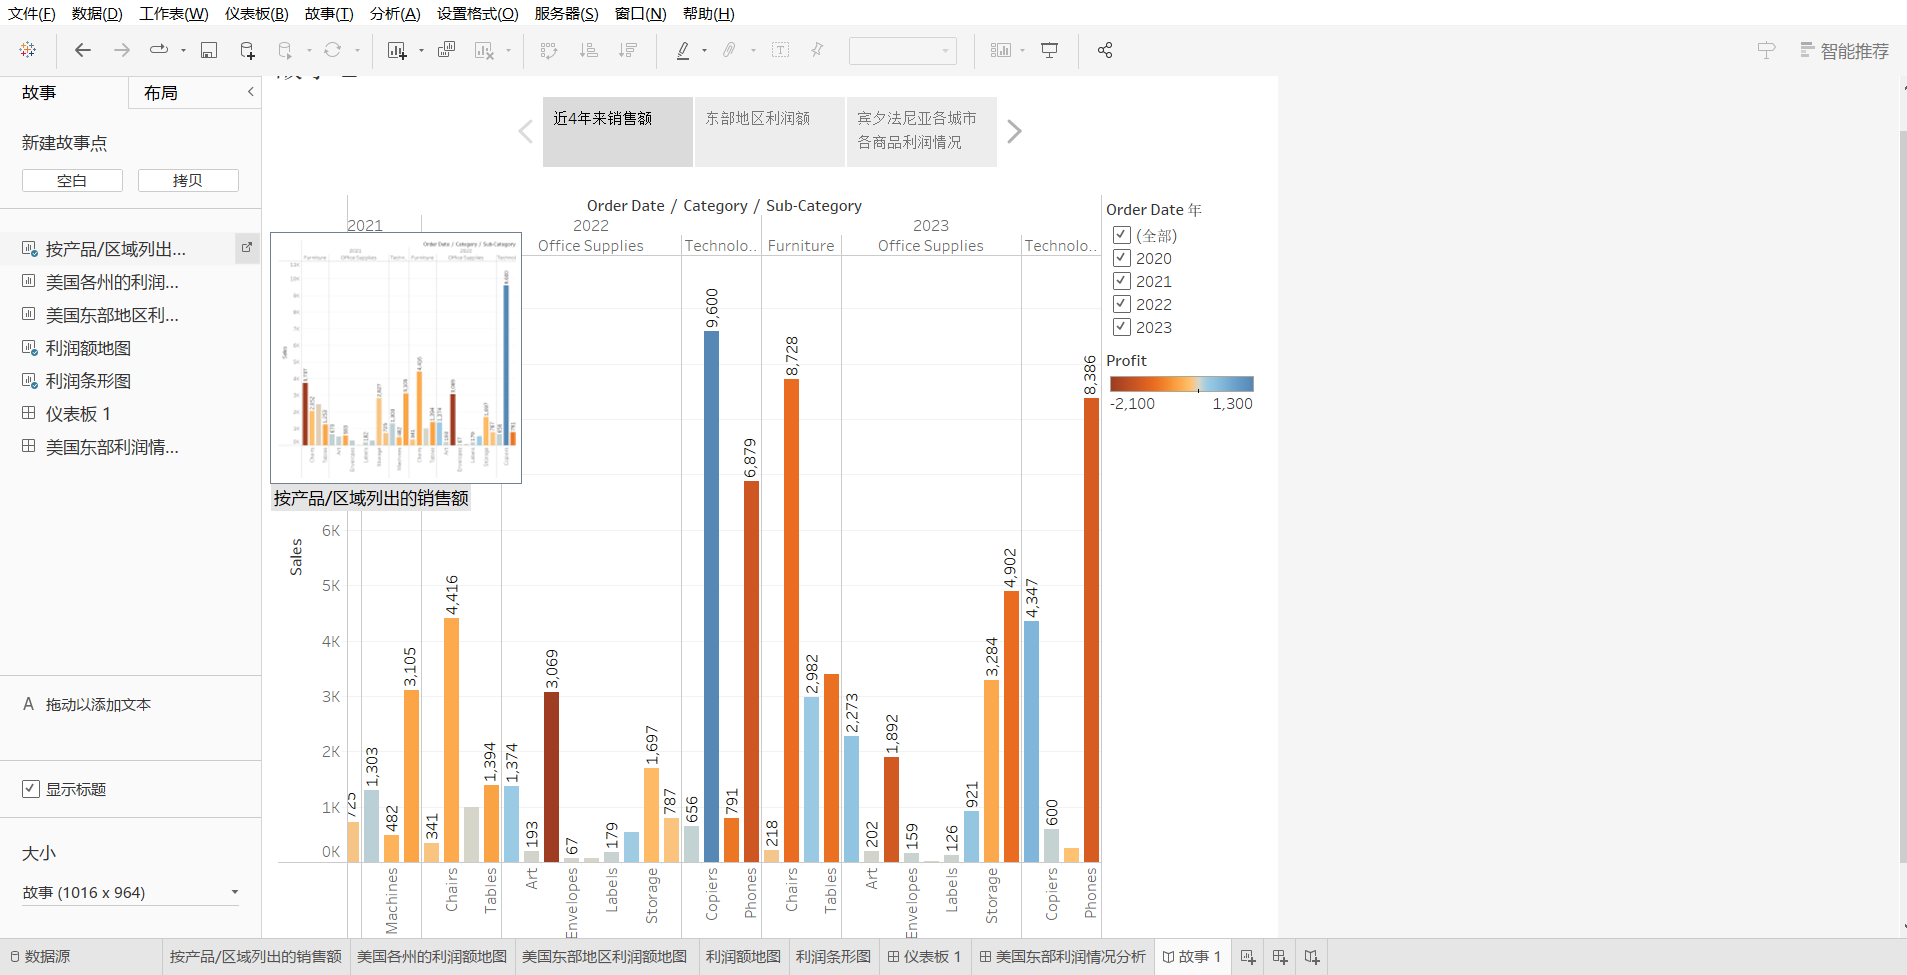 文件(F) 数据(D) 工作表(W) 仪表板(B) 故事(T) 分析(A) 设置格式(O) 服务器(S) 窗口(N) 帮助(H)
智能推荐
故事 布局
新建故事点
空白 拷贝
按产品/区域列出...
美国各州的利润...
美国东部地区利...
利润额地图
利润条形图
仪表板 1
美国东部利润情...
A 拖动以添加文本
显示标题
大小
故事 (1016 x 964)
近4年来销售额
东部地区利润额
宾夕法尼亚各城市
各商品利润情况
Order Date / Category / Sub-Category
2021 2022 2023
Office Supplies Technolo.. Furniture Office Supplies Technolo..
Order Date / Category / Sub-Category
按产品/区域列出的销售额
Sales
6K
5K
4K
3K
2K
1K
0K
725
1,303
482
3,105
341
4,416
1,394
1,374
193
3,069
67
179
1,697
787
656
9,600
791
6,879
218
8,728
2,982
2,273
202
1,892
159
126
921
3,284
4,902
4,347
600
8,386
Machines Chairs Tables Art Envelopes Labels Storage Copiers Phones Chairs Tables Art Envelopes Labels Storage Copiers Phones
Order Date 年
(全部)
2020
2021
2022
2023
Profit
-2,100 1,300
数据源 按产品/区域列出的销售额 美国各州的利润额地图 美国东部地区利润额地图 利润额地图 利润条形图 仪表板 1 美国东部利润情况分析 故事 1